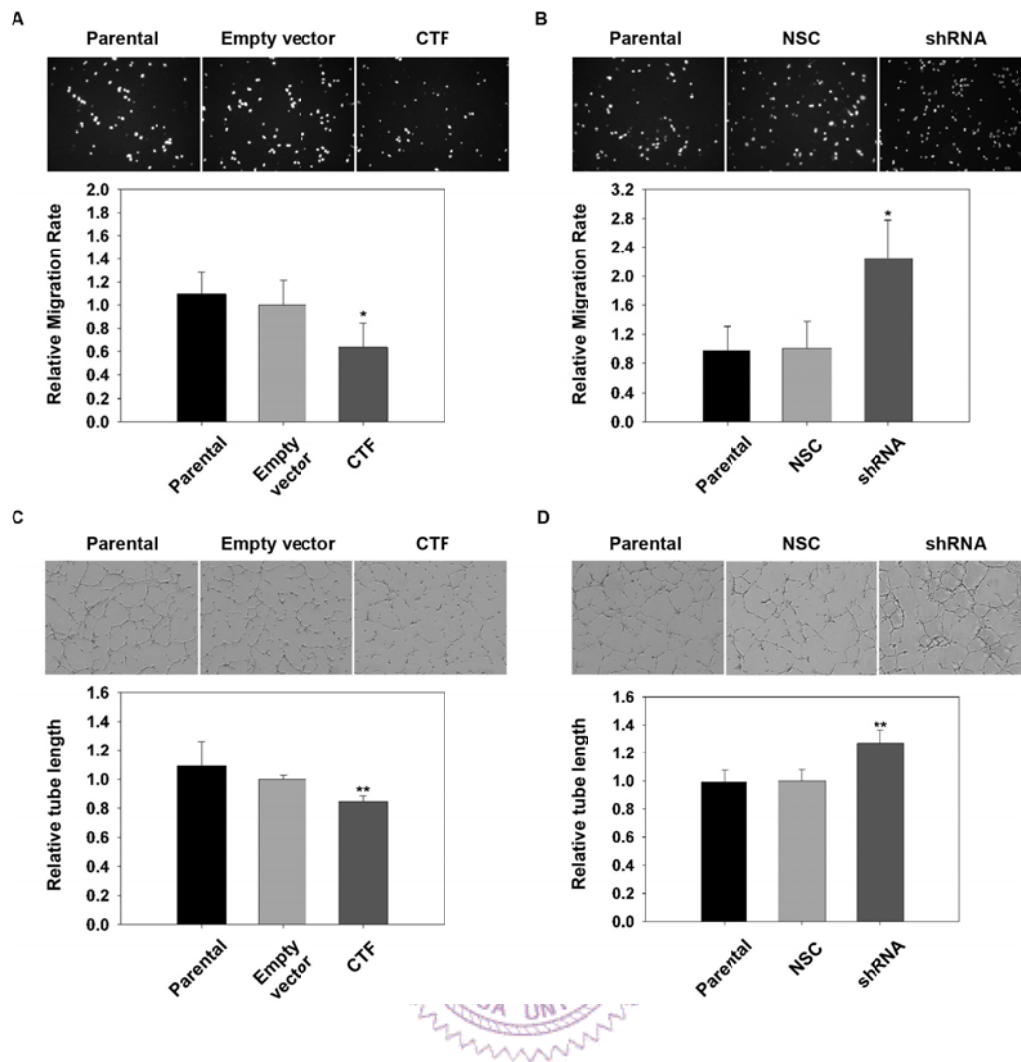 A
Parental Empty vector CTF
Relative Migration Rate
2.0
1.8
1.6
1.4
1.2
1.0
0.8
0.6
0.4
0.2
0.0
*
Parental
Empty
vector
CTF
B
Parental NSC shRNA
Relative Migration Rate
3.2
2.8
2.4
2.0
1.6
1.2
0.8
0.4
0.0
*
Parental
NSC
shRNA
C
Parental Empty vector CTF
Relative tube length
1.6
1.4
1.2
1.0
0.8
0.6
0.4
0.2
0.0
**
Parental
Empty
vector
CTF
D
Parental NSC shRNA
Relative tube length
1.6
1.4
1.2
1.0
0.8
0.6
0.4
0.2
0.0
**
Parental
NSC
shRNA